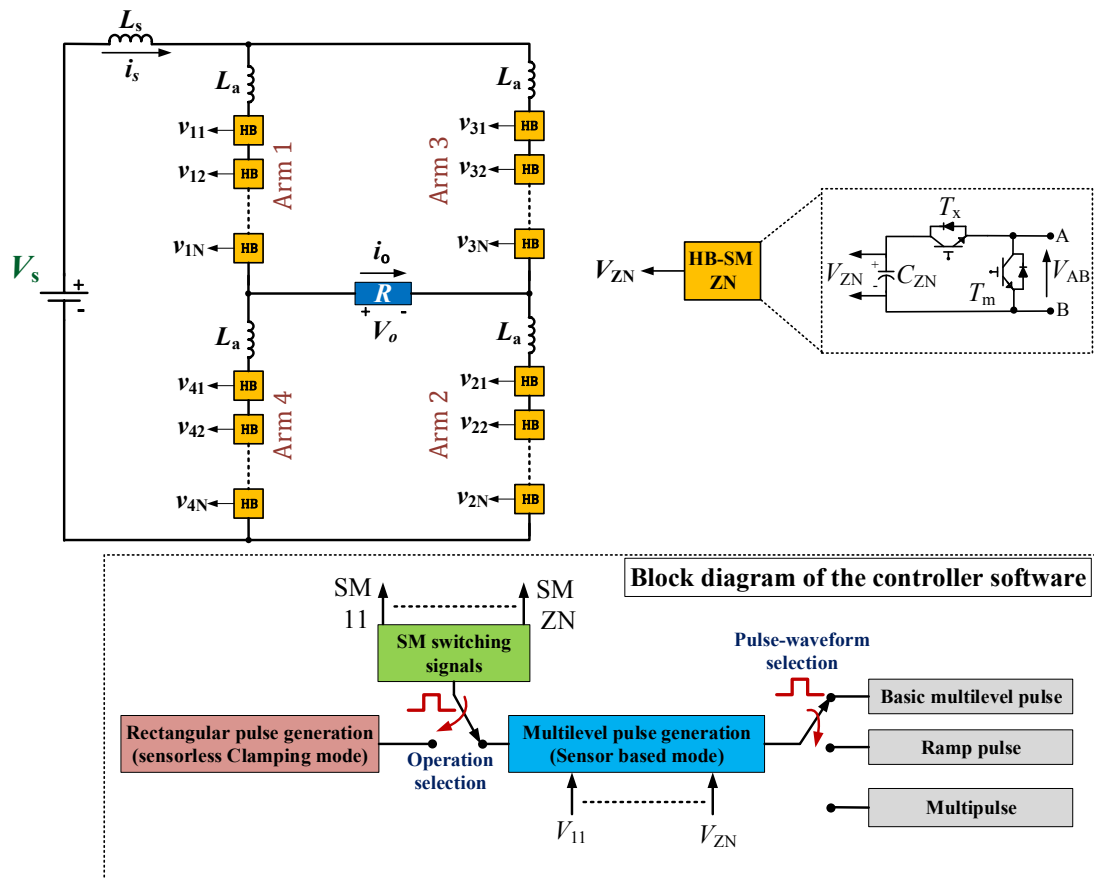 Ls
is
La
La
v11
HB
v12
HB
v1N
HB
Arm 1
v31
HB
v32
HB
v3N
HB
Arm 3
Vs
+
-
io
R
+
-
Vo
La
La
v41
HB
v42
HB
v4N
HB
Arm 4
v21
HB
v22
HB
v2N
HB
Arm 2
VZN
HB-SM
ZN
Tx
A
VZN
+
-
CZN
Tm
VAB
B
Block diagram of the controller software
SM
11
SM
ZN
SM switching
signals
Pulse-waveform
selection
Rectangular pulse generation
(sensorless Clamping mode)
Operation
selection
Multilevel pulse generation
(Sensor based mode)
V11
VZN
Basic multilevel pulse
Ramp pulse
Multipulse